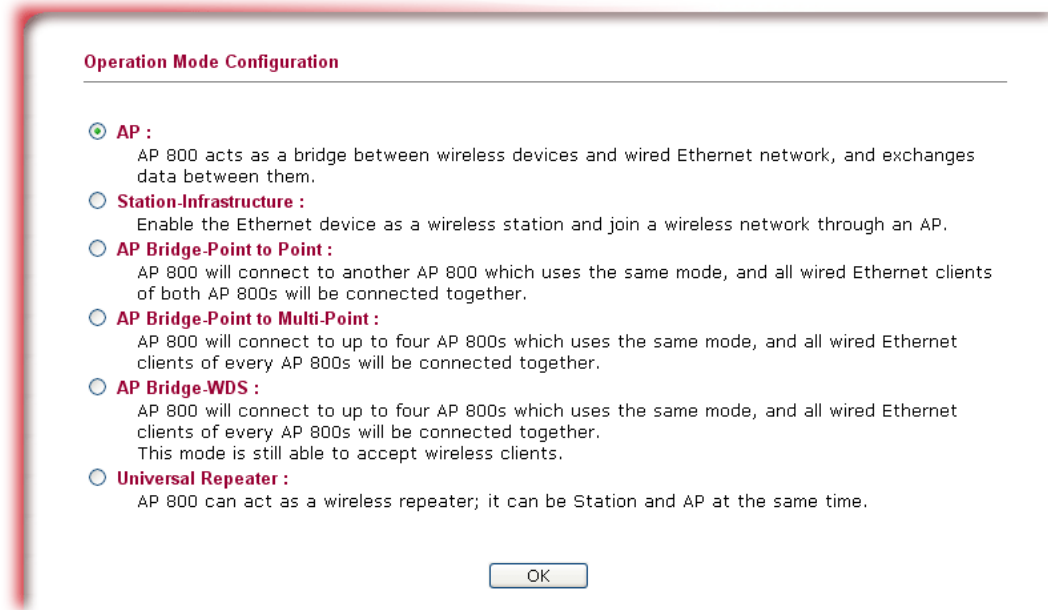 Operation Mode Configuration
AP :
AP 800 acts as a bridge between wireless devices and wired Ethernet network, and exchanges
data between them.
Station-Infrastructure :
Enable the Ethernet device as a wireless station and join a wireless network through an AP.
AP Bridge-Point to Point :
AP 800 will connect to another AP 800 which uses the same mode, and all wired Ethernet clients
of both AP 800s will be connected together.
AP Bridge-Point to Multi-Point :
AP 800 will connect to up to four AP 800s which uses the same mode, and all wired Ethernet
clients of every AP 800s will be connected together.
AP Bridge-WDS :
AP 800 will connect to up to four AP 800s which uses the same mode, and all wired Ethernet
clients of every AP 800s will be connected together.
This mode is still able to accept wireless clients.
Universal Repeater :
AP 800 can act as a wireless repeater; it can be Station and AP at the same time.
OK